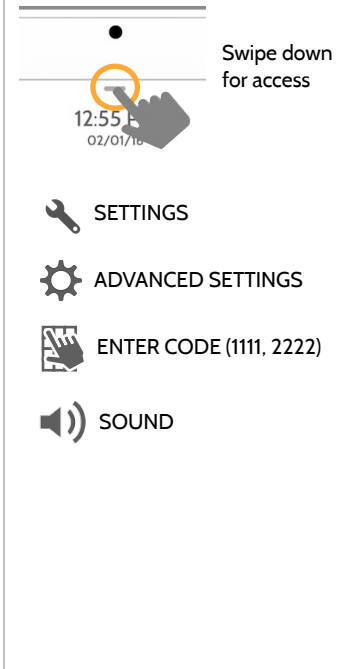 Swipe down
for access
12:55
02/01/18
SETTINGS
ADVANCED SETTINGS
ENTER CODE (1111, 2222)
SOUND